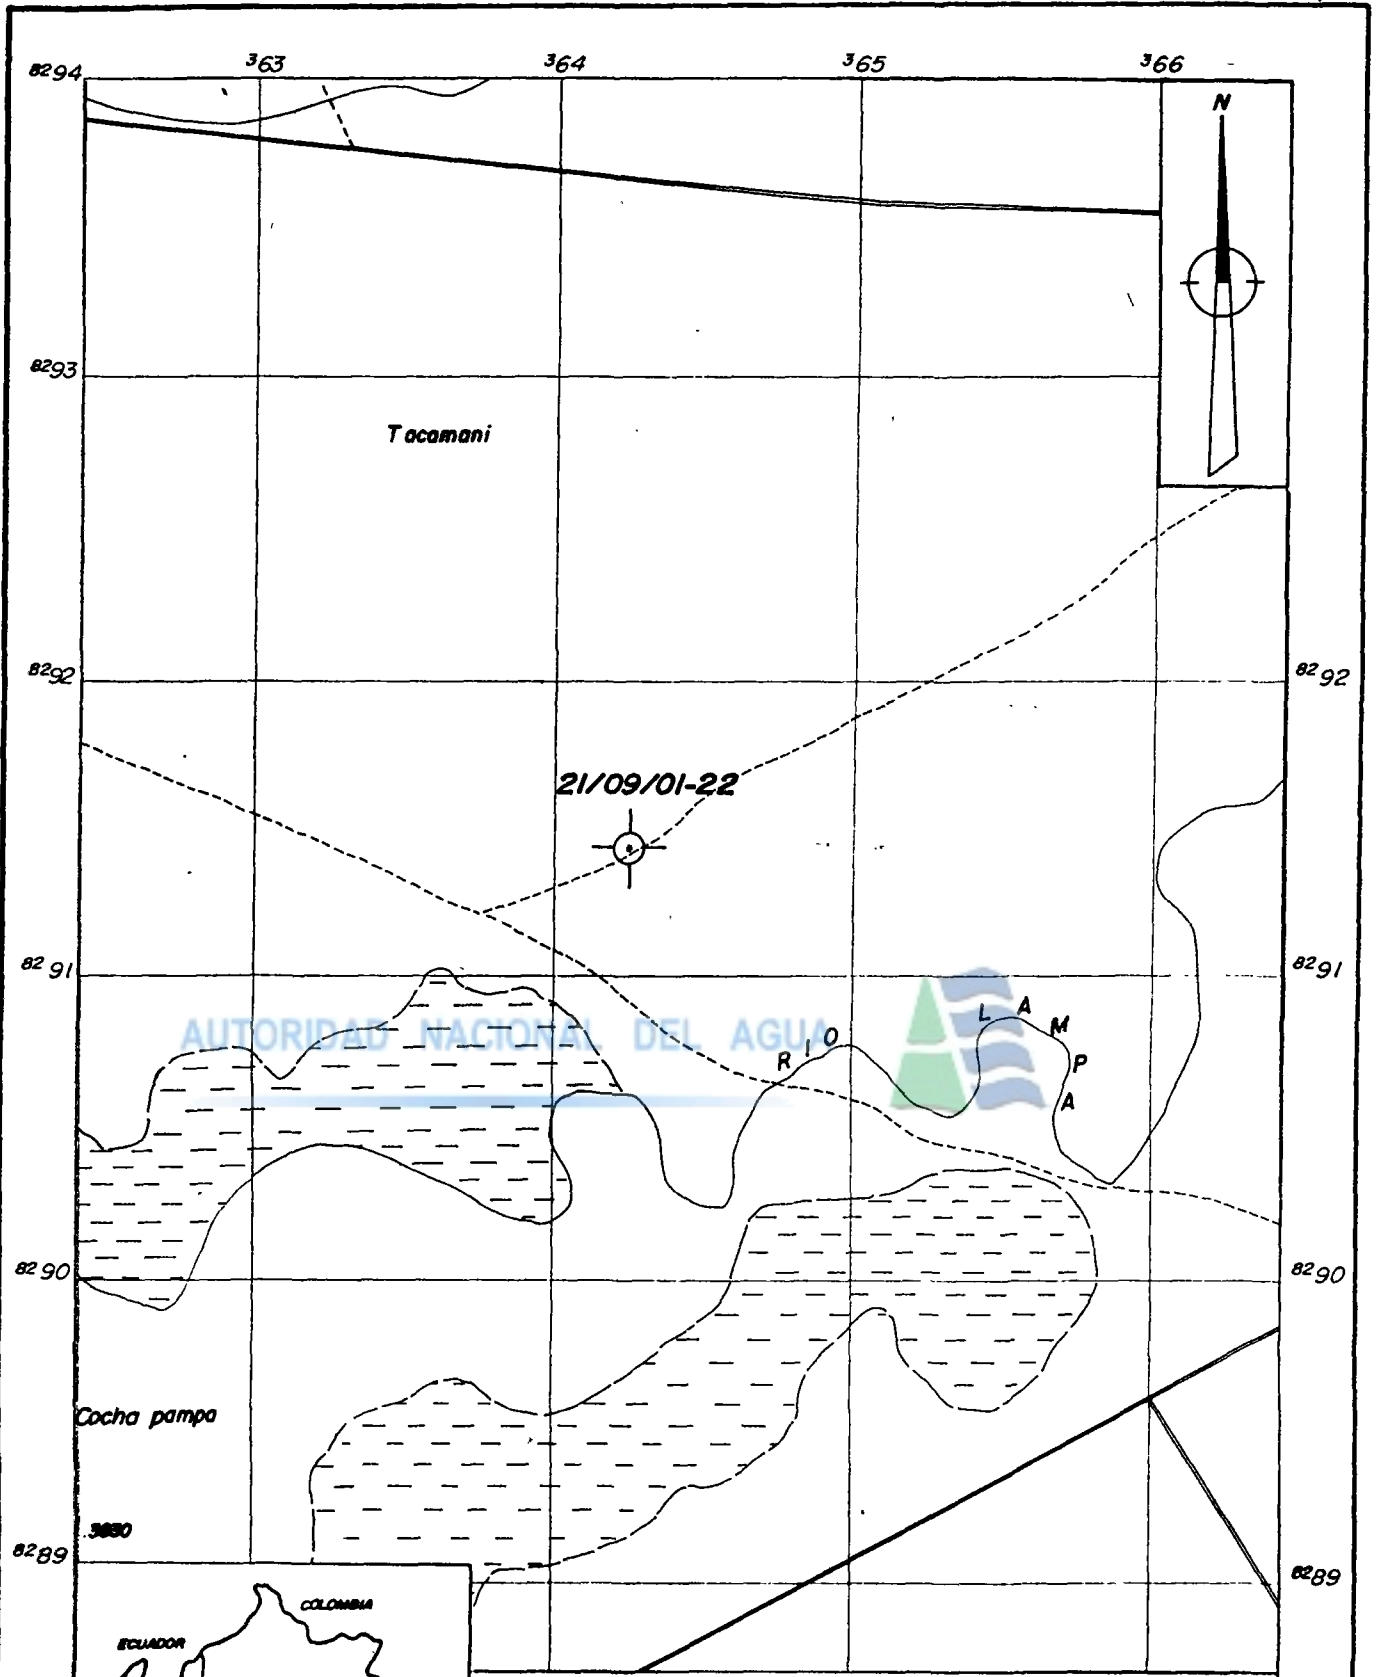 363 364 365 366
8294
N
8293
Tacamani
8292 8292
21/09/01-22
8291 8291
AUTORIDAD NACIONAL DEL AGUA
RIO LAMPA
8290 8290
Cocha pampa
3830
8289 8289
COLOMBIA
ECUADOR